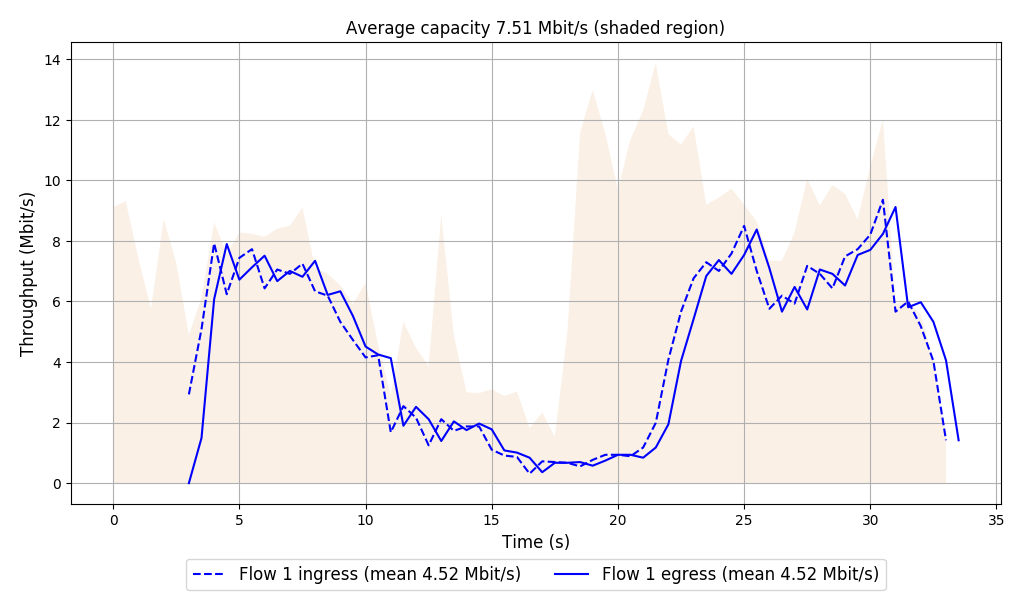 Average capacity 7.51 Mbit/s (shaded region)
Throughput (Mbit/s)
14
12
10
8
6
4
2
0
0 5 10 15 20 25 30 35
Time (s)
Flow 1 ingress (mean 4.52 Mbit/s) Flow 1 egress (mean 4.52 Mbit/s)